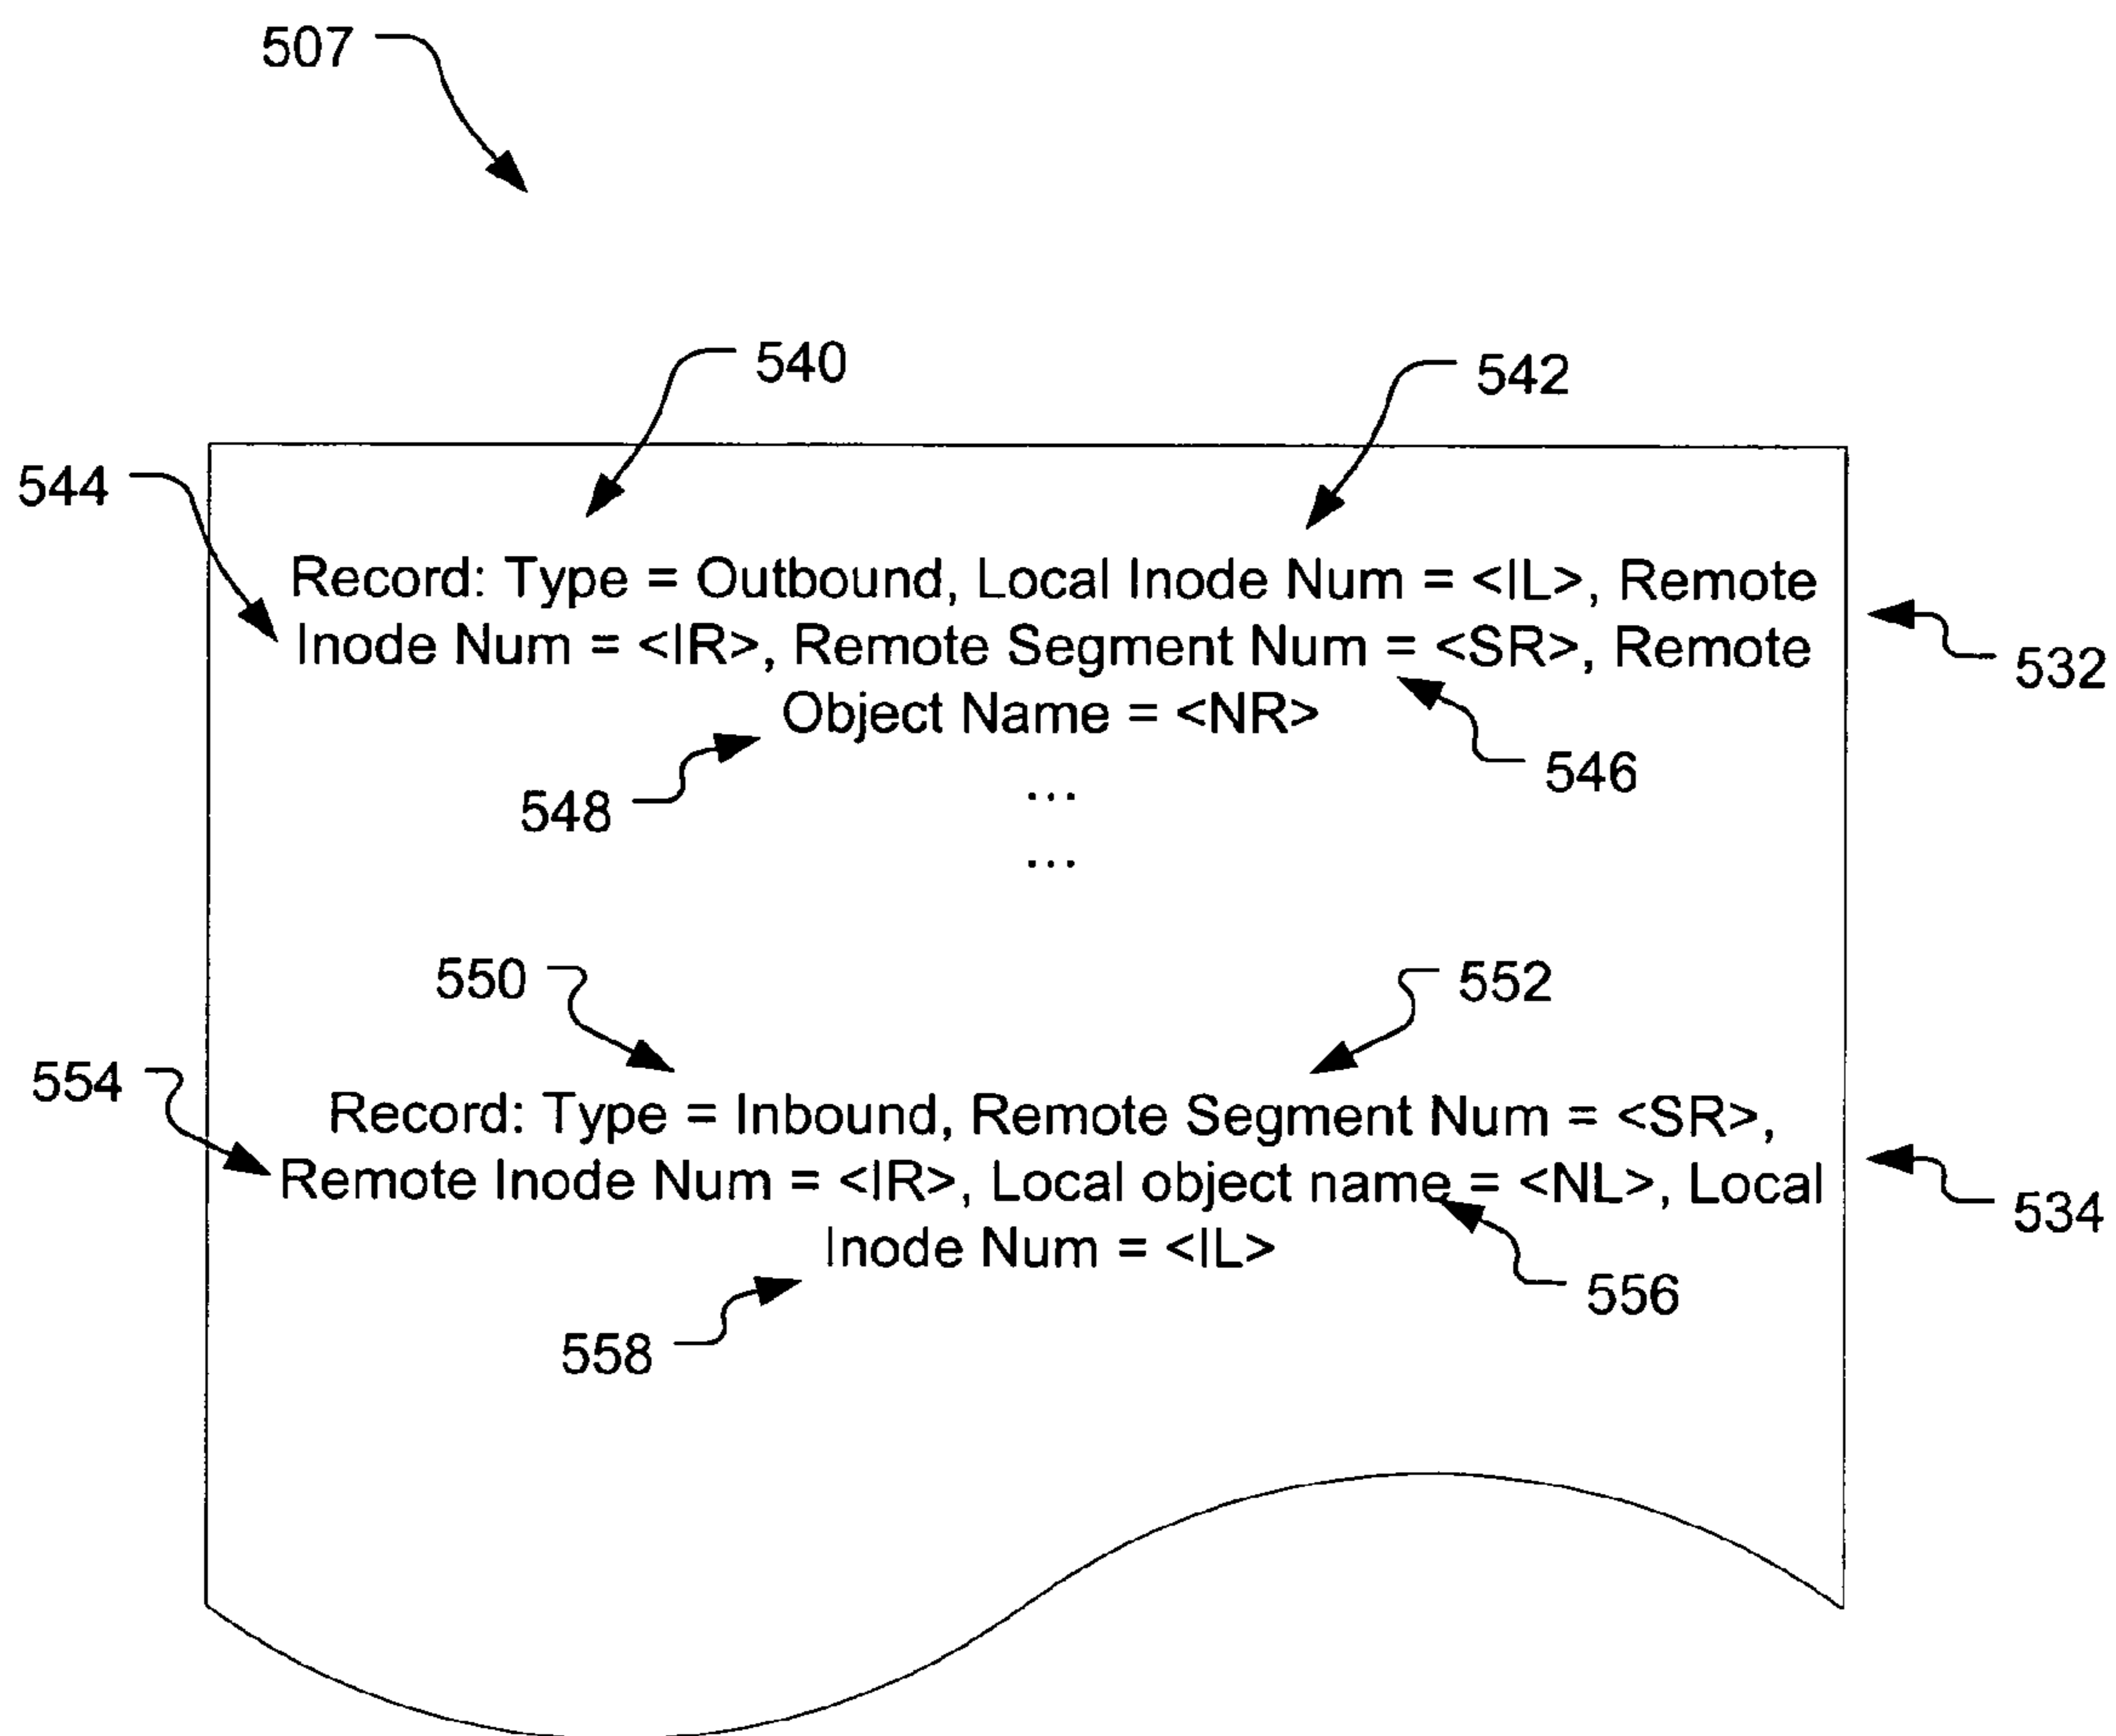 507
540
542
544
Record: Type = Outbound, Local Inode Num = <IL>, Remote
Inode Num = <IR>, Remote Segment Num = <SR>, Remote
Object Name = <NR>
532
546
548
...
...
550
552
554
Record: Type = Inbound, Remote Segment Num = <SR>,
Remote Inode Num = <IR>, Local object name = <NL>, Local
Inode Num = <IL>
534
556
558